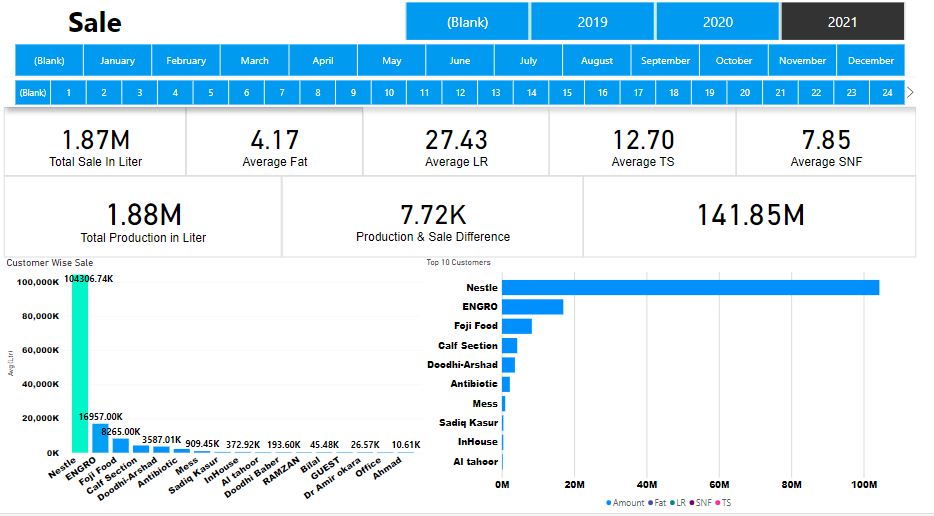 Sale
(Blank) 2019 2020 2021
(Blank) January February March April May June July August September October November December
(Blank) 1 2 3 4 5 6 7 8 9 10 11 12 13 14 15 16 17 18 19 20 21 22 23 24
1.87M 4.17 27.43 12.70 7.85
Total Sale In Liter Average Fat Average LR Average TS Average SNF
1.88M 7.72K 141.85M
Total Production in Liter Production & Sale Difference
Customer Wise Sale
100,000K
80,000K
60,000K
40,000K
20,000K
0K
Avg (Ltr)
104306.74K
16957.00K
8265.00K
3587.01K
909.45K
372.92K
193.60K
45.48K
26.57K
10.61K
Nestle
ENGRO
Foji Food
Calf Section
Doodhi-Arshad
Antibiotic
Mess
Sadiq Kasur
InHouse
Al tahoor
Doodhi Baber
RAMZAN
Bilal
GUEST
Dr Amir okara
Office
Ahmad
Top 10 Customers
Nestle
ENGRO
Foji Food
Calf Section
Doodhi-Arshad
Antibiotic
Mess
Sadiq Kasur
InHouse
Al tahoor
0M 20M 40M 60M 80M 100M
Amount Fat LR SNF TS